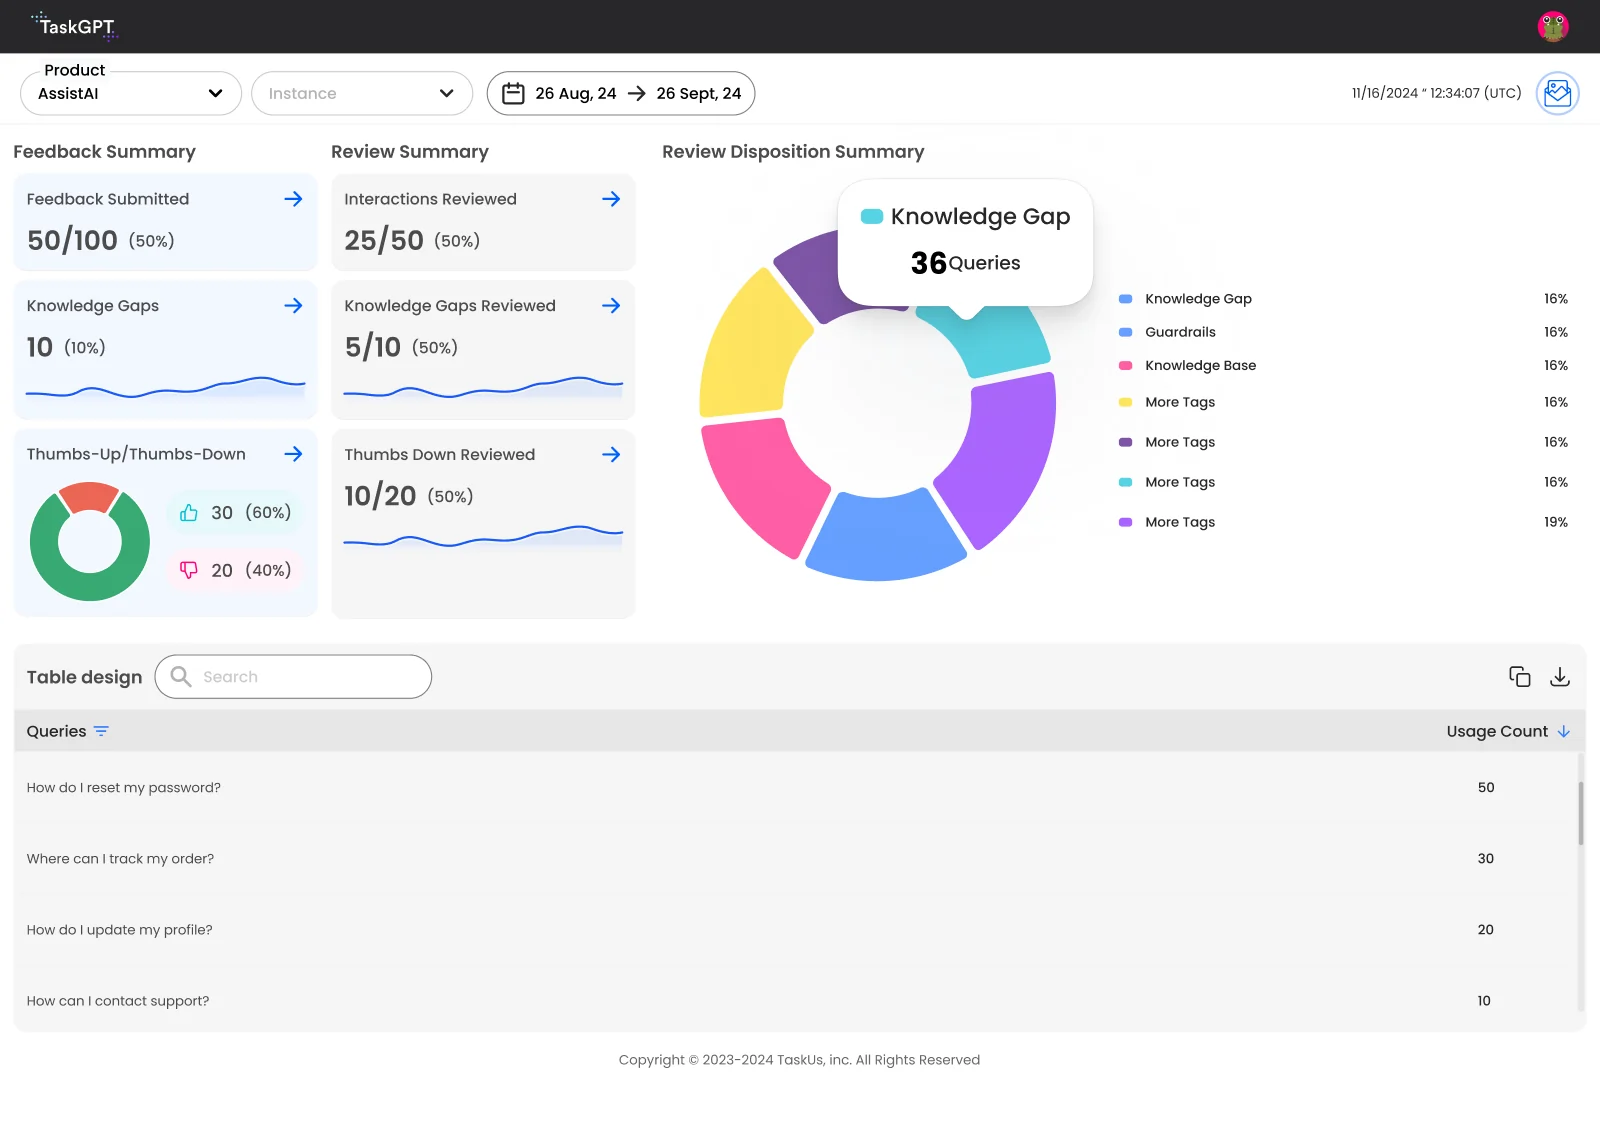 TaskGPT
Product
AssistAI
Instance
26 Aug, 24 → 26 Sept, 24
11/16/2024 “ 12:34:07 (UTC)
Feedback Summary
Feedback Submitted
50/100 (50%)
Knowledge Gaps
10 (10%)
Thumbs-Up/Thumbs-Down
30 (60%)
20 (40%)
Review Summary
Interactions Reviewed
25/50 (50%)
Knowledge Gaps Reviewed
5/10 (50%)
Thumbs Down Reviewed
10/20 (50%)
Review Disposition Summary
Knowledge Gap
36 Queries
Knowledge Gap 16%
Guardrails 16%
Knowledge Base 16%
More Tags 16%
More Tags 16%
More Tags 16%
More Tags 19%
Table design
Search
Queries Usage Count
How do I reset my password? 50
Where can I track my order? 30
How do I update my profile? 20
How can I contact support? 10
Copyright © 2023-2024 TaskUs, inc. All Rights Reserved